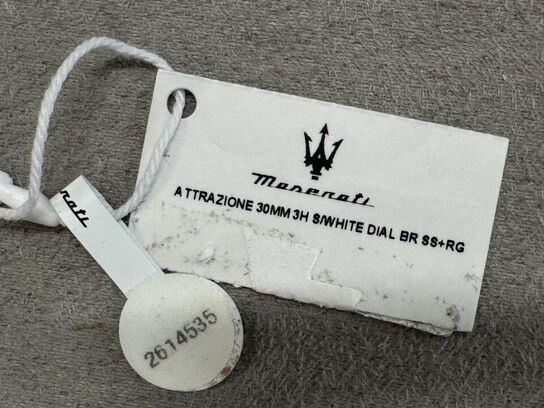 Maserati
ATTRAZIONE 30MM 3H S/WHITE DIAL BR SS+RG
2614535